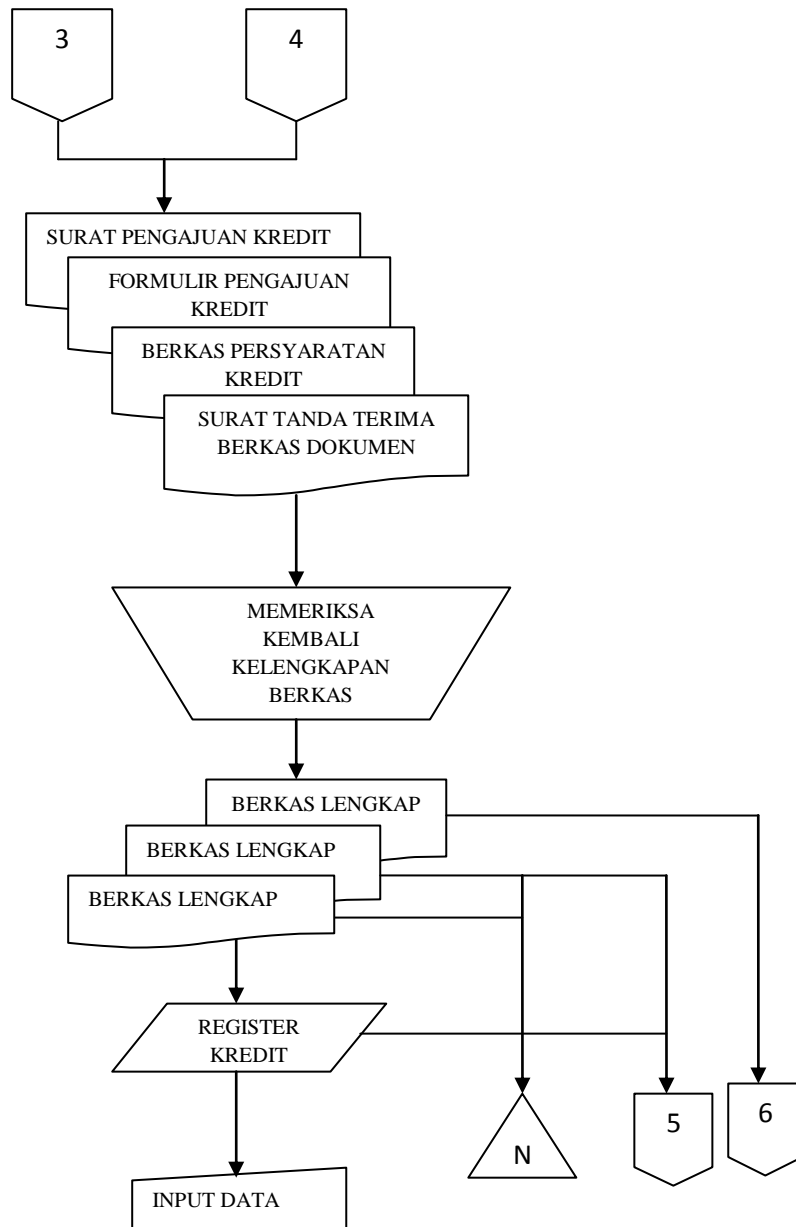 3
4
SURAT PENGAJUAN KREDIT
FORMULIR PENGAJUAN
KREDIT
BERKAS PERSYARATAN
KREDIT
SURAT TANDA TERIMA
BERKAS DOKUMEN
MEMERIKSA
KEMBALI
KELENGKAPAN
BERKAS
BERKAS LENGKAP
BERKAS LENGKAP
BERKAS LENGKAP
REGISTER
KREDIT
N
5
6
INPUT DATA